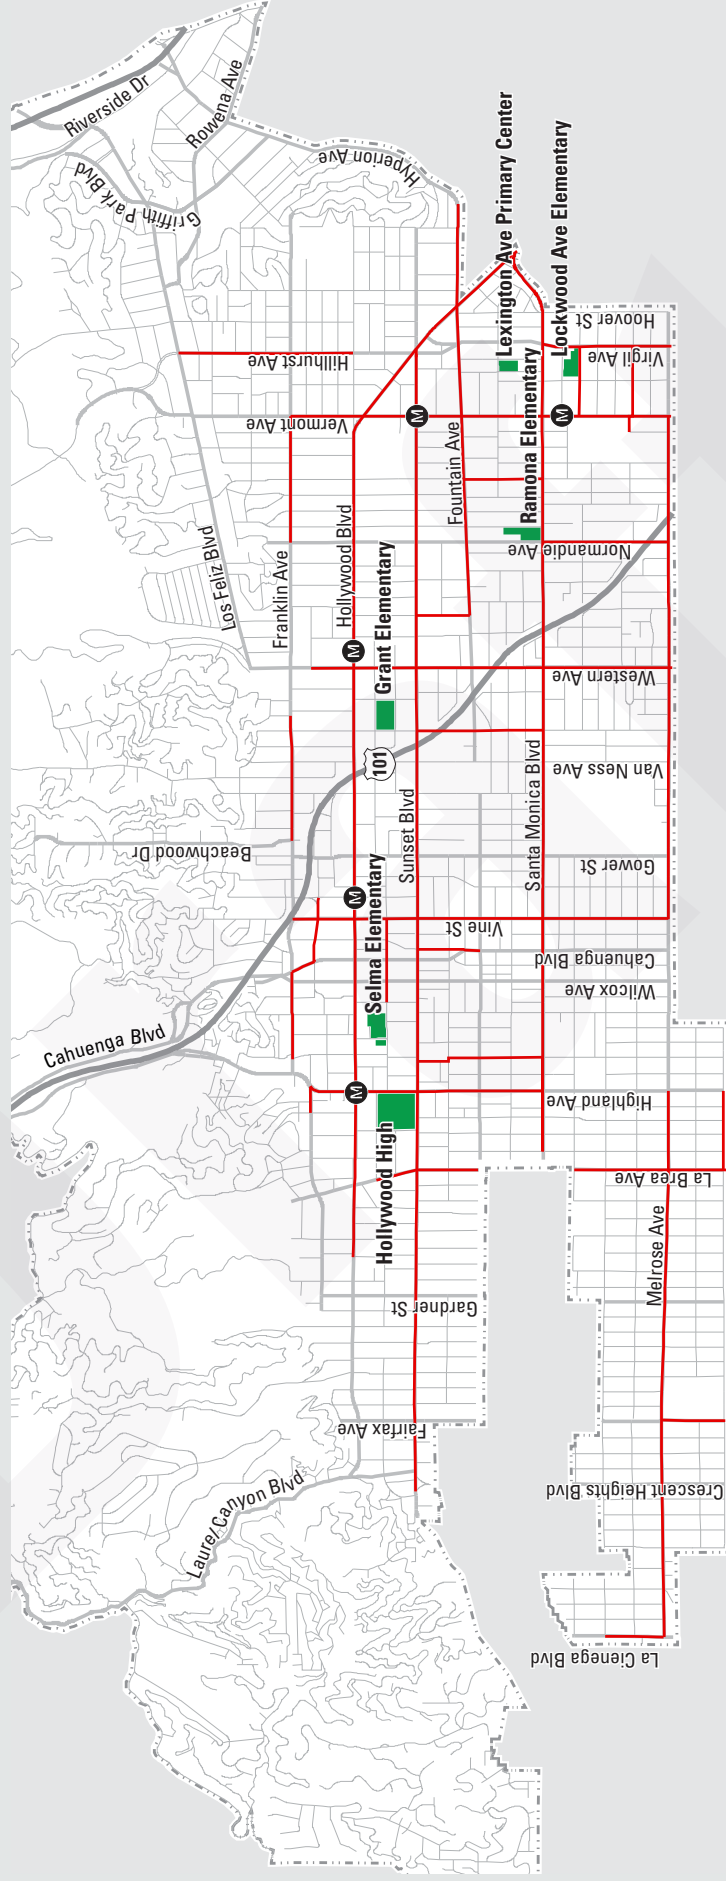 Riverside Dr
Rowena Ave
Griffith Park Blvd
Hyperion Ave
Lexington Ave Primary Center
Lockwood Ave Elementary
Hoover St
Virgil Ave
Hillhurst Ave
Vermont Ave
M
M
Ramona Elementary
Fountain Ave
Normandie Ave
Los Feliz Blvd
Franklin Ave
Hollywood Blvd
Grant Elementary
M
Western Ave
101
Van Ness Ave
Santa Monica Blvd
Sunset Blvd
Beachwood Dr
Gower St
Selma Elementary
M
Vine St
Cahuenga Blvd
Wilcox Ave
Cahuenga Blvd
M
Highland Ave
Hollywood High
La Brea Ave
Melrose Ave
Gardner St
Fairfax Ave
Laurel Canyon Blvd
Crescent Heights Blvd
La Cienega Blvd